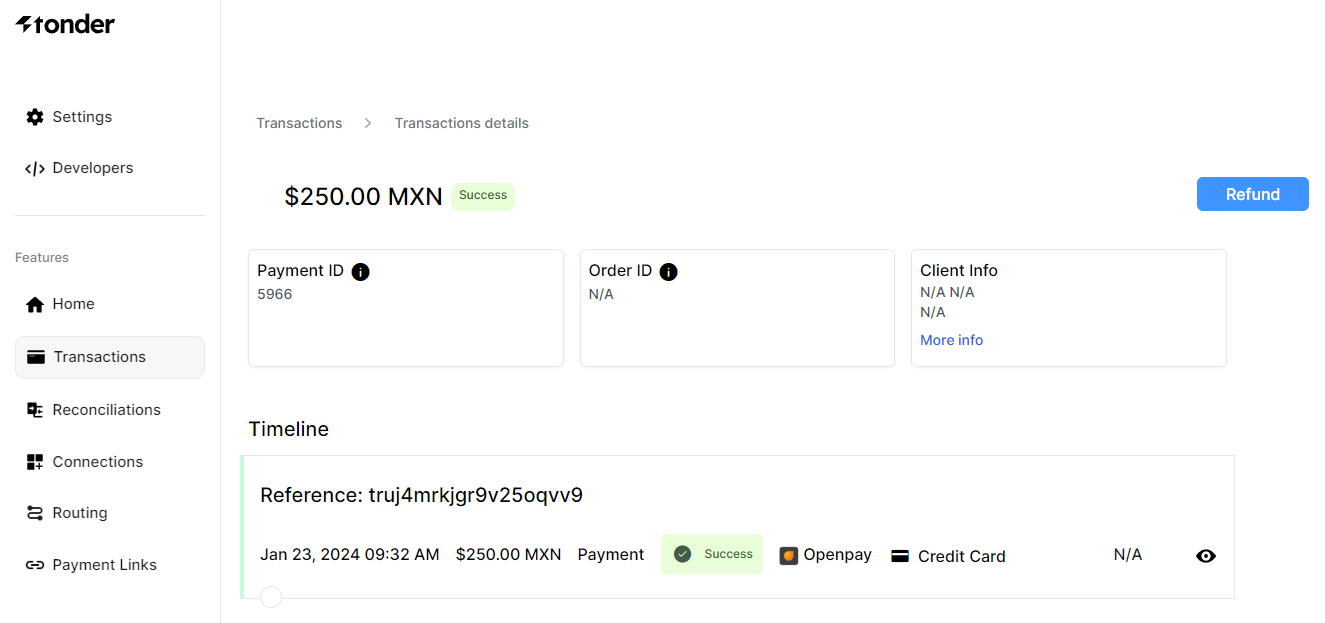 tonder
Settings
Developers
Features
Home
Transactions
Reconciliations
Connections
Routing
Payment Links
Transactions > Transactions details
$250.00 MXN Success
Refund
Payment ID
5966
Order ID
N/A
Client Info
N/A N/A
N/A
More info
Timeline
Reference: truj4mrkjgr9v25oqvv9
Jan 23, 2024 09:32 AM $250.00 MXN Payment Success Openpay Credit Card N/A